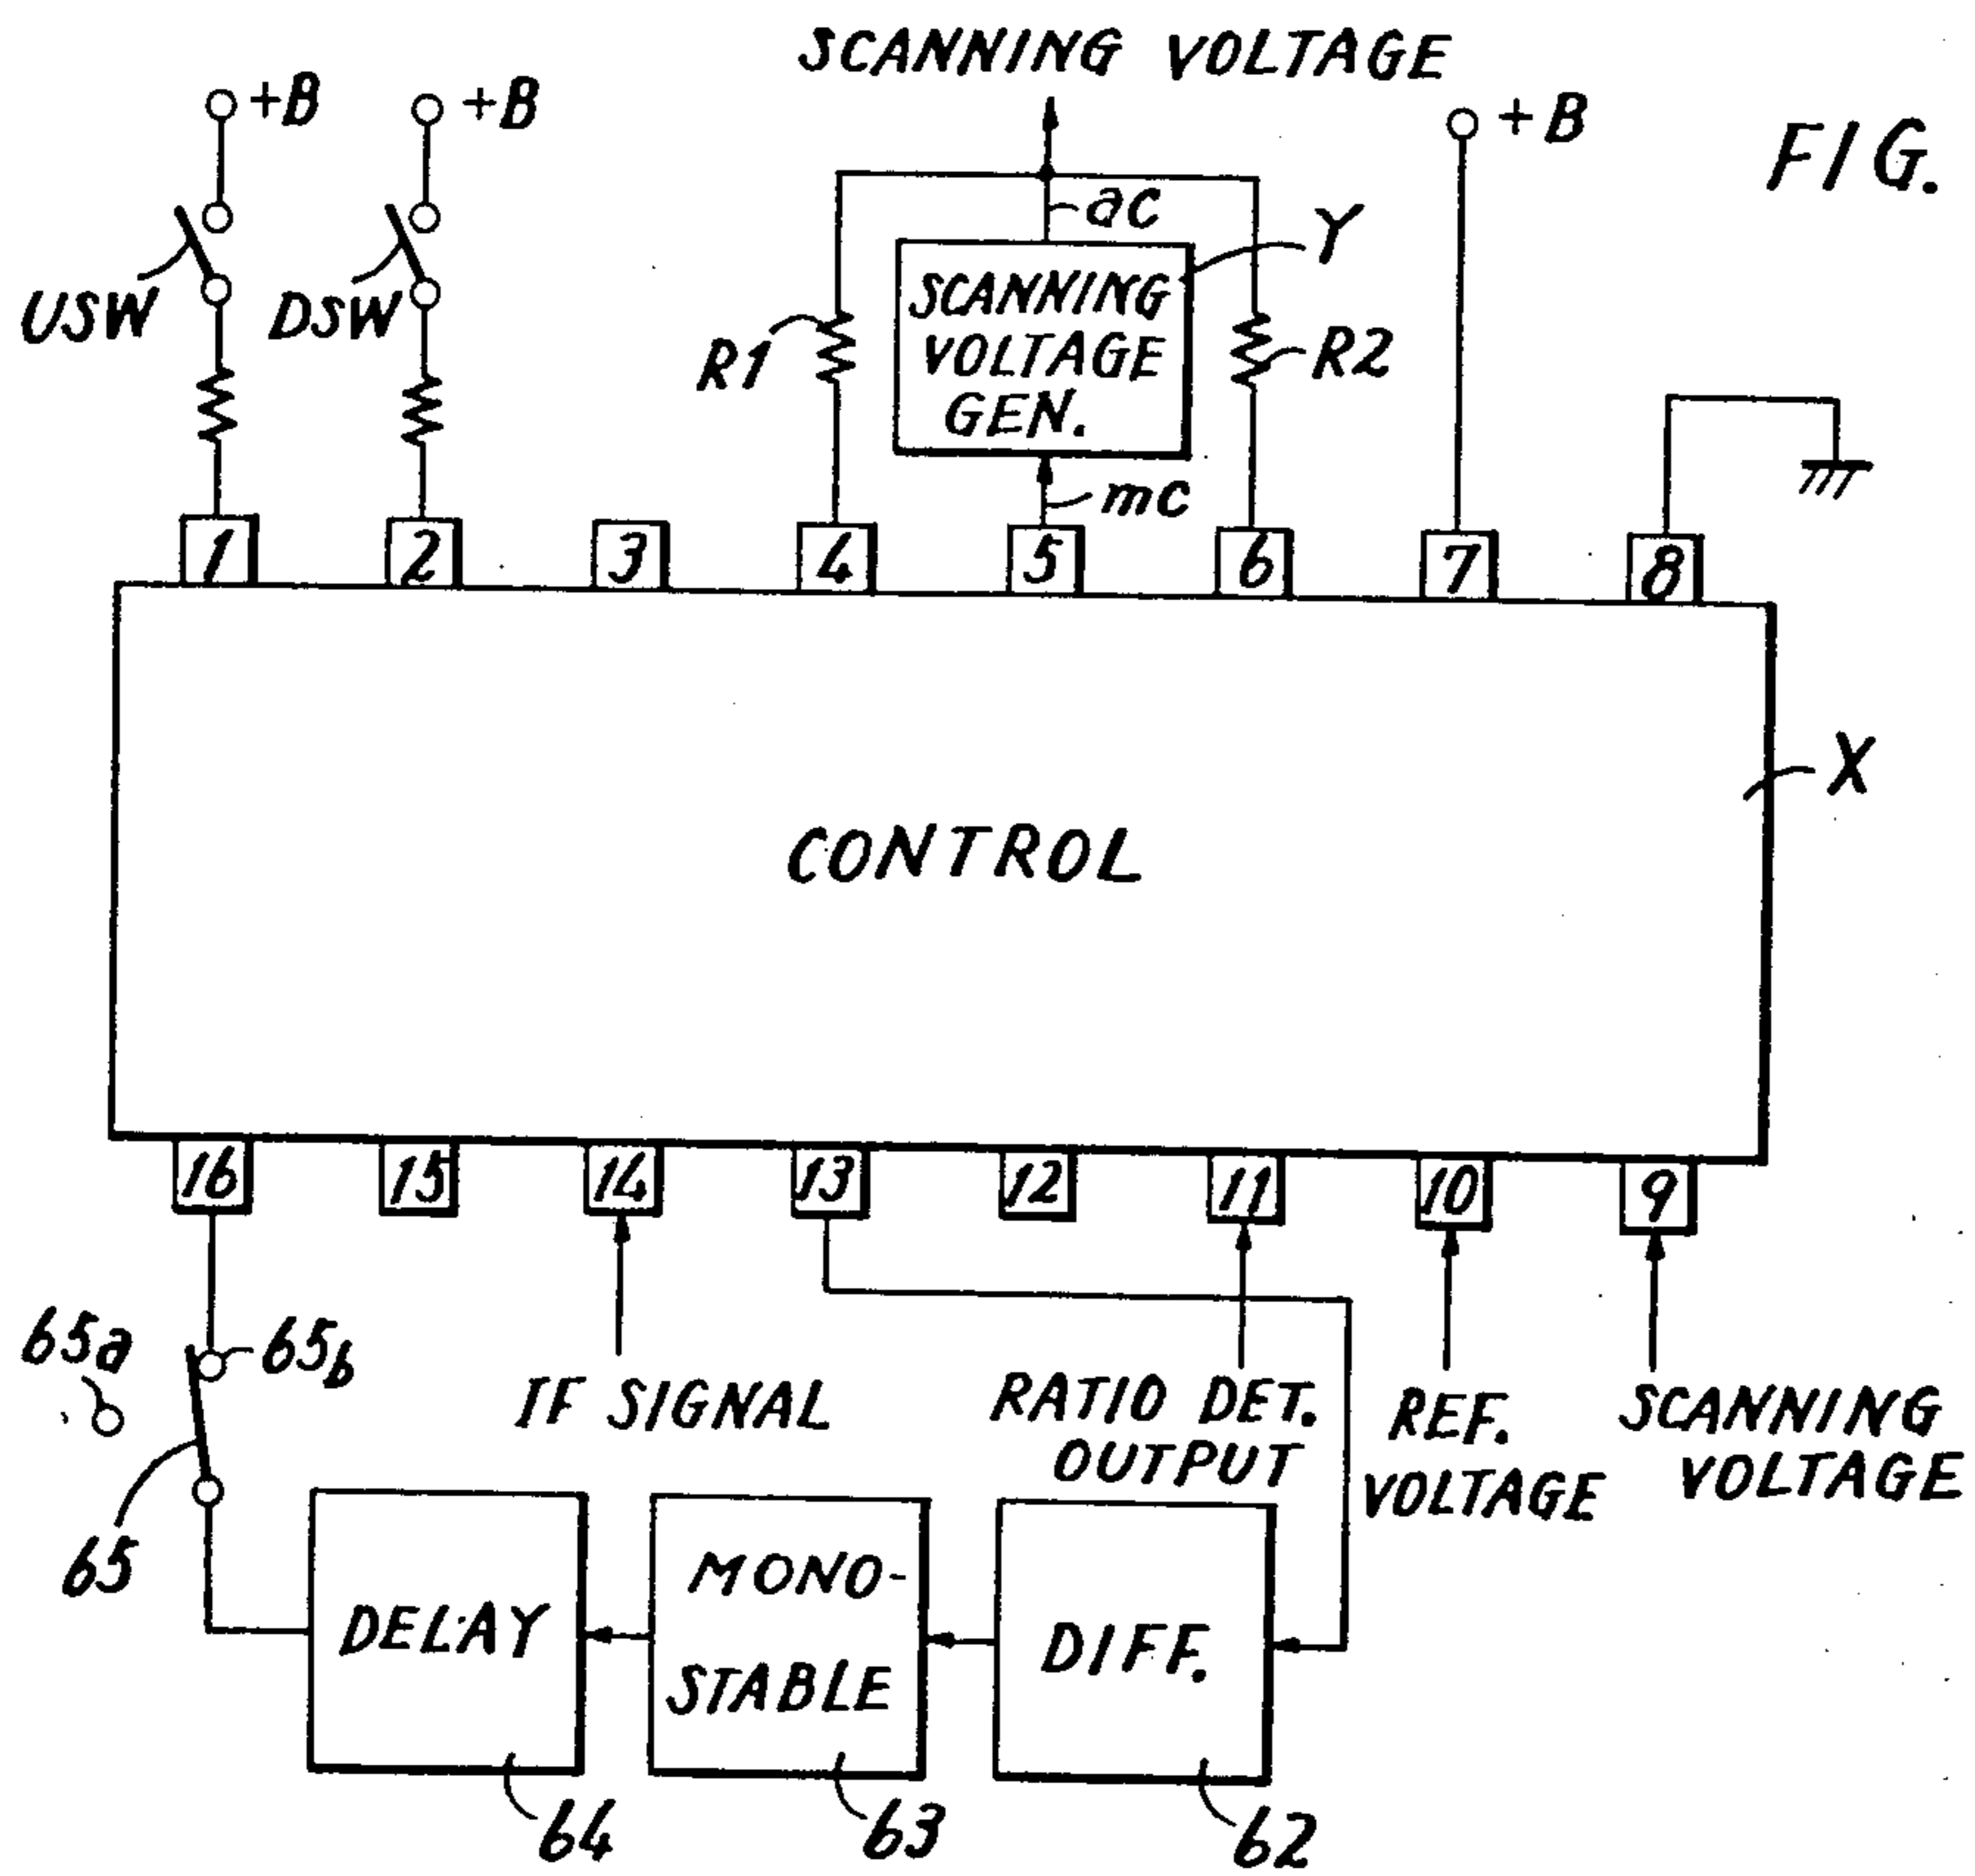 SCANNING VOLTAGE
+B
+B
+B
FIG.
ac
Y
USW
DSW
R1
SCANNING
VOLTAGE
GEN.
R2
mc
1
2
3
4
5
6
7
8
X
CONTROL
16
15
14
13
12
11
10
9
65a
65b
IF SIGNAL
RATIO DET.
OUTPUT
REF.
VOLTAGE
SCANNING
VOLTAGE
65
DELAY
MONO-
STABLE
DIFF.
64
63
62